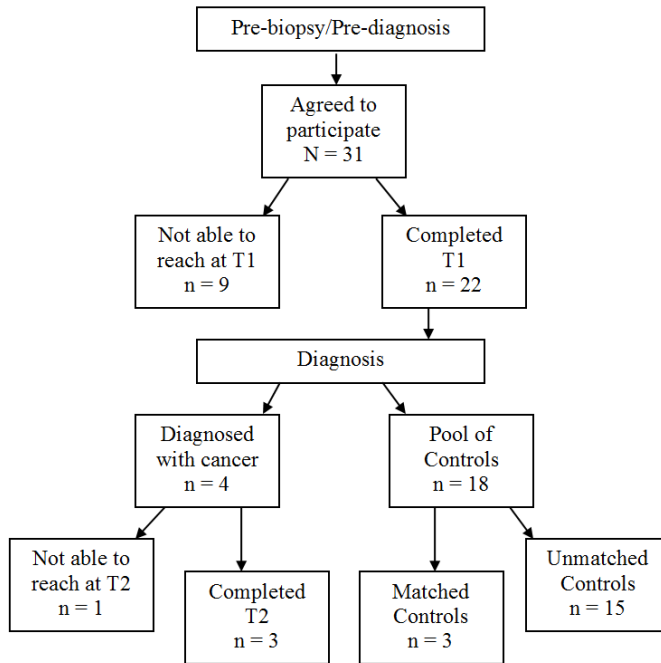 Pre-biopsy/Pre-diagnosis
Agreed to
participate
N = 31
Not able to
reach at T1
n = 9
Completed
T1
n = 22
Diagnosis
Diagnosed
with cancer
n = 4
Pool of
Controls
n = 18
Not able to
reach at T2
n = 1
Completed
T2
n = 3
Matched
Controls
n = 3
Unmatched
Controls
n = 15